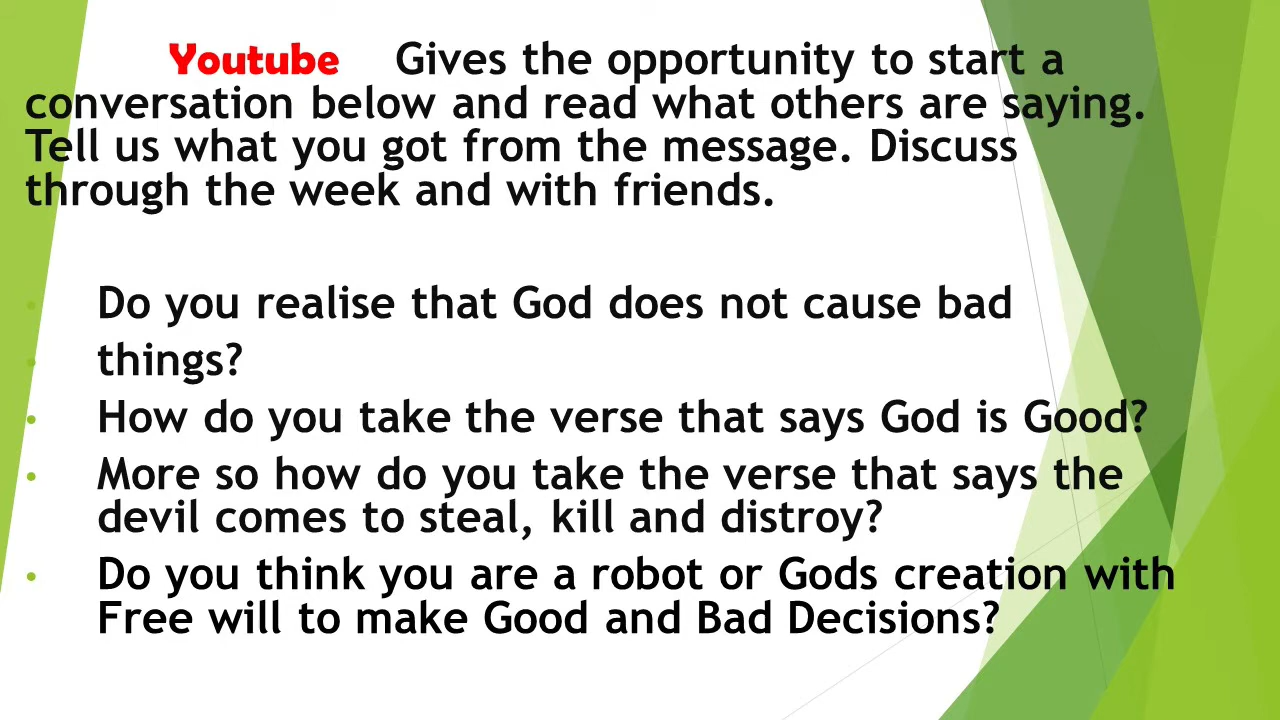 Youtube Gives the opportunity to start a
conversation below and read what others are saying.
Tell us what you got from the message. Discuss
through the week and with friends.
• Do you realise that God does not cause bad
• things?
• How do you take the verse that says God is Good?
• More so how do you take the verse that says the
devil comes to steal, kill and distroy?
• Do you think you are a robot or Gods creation with
Free will to make Good and Bad Decisions?